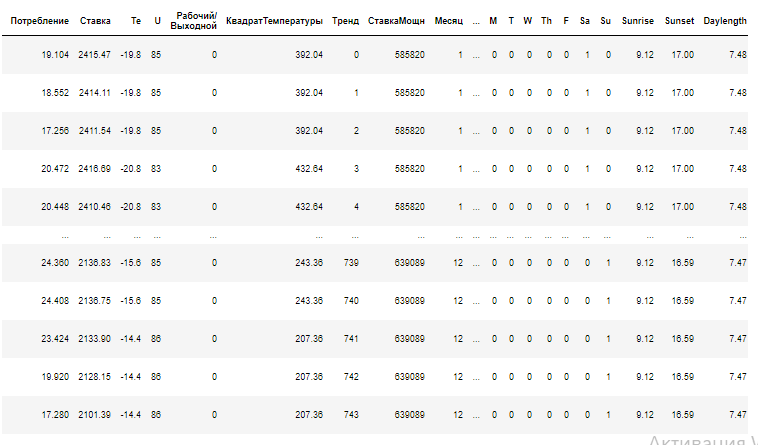 Потребление Ставка Te U Рабочий/ Выходной КвадратТемпературы Тренд СтавкаМощн Месяц ... M T W Th F Sa Su Sunrise Sunset Daylength
19.104 2415.47 -19.8 85 0 392.04 0 585820 1 ... 0 0 0 0 0 1 0 9.12 17.00 7.48
18.552 2414.11 -19.8 85 0 392.04 1 585820 1 ... 0 0 0 0 0 1 0 9.12 17.00 7.48
17.256 2411.54 -19.8 85 0 392.04 2 585820 1 ... 0 0 0 0 0 1 0 9.12 17.00 7.48
20.472 2416.69 -20.8 83 0 432.64 3 585820 1 ... 0 0 0 0 0 1 0 9.12 17.00 7.48
20.448 2410.46 -20.8 83 0 432.64 4 585820 1 ... 0 0 0 0 0 1 0 9.12 17.00 7.48
... ... ... ... ... ... ... ... ... ... ... ... ... ... ... ... ... ... ... ...
24.360 2136.83 -15.6 85 0 243.36 739 639089 12 ... 0 0 0 0 0 0 1 9.12 16.59 7.47
24.408 2136.75 -15.6 85 0 243.36 740 639089 12 ... 0 0 0 0 0 0 1 9.12 16.59 7.47
23.424 2133.90 -14.4 86 0 207.36 741 639089 12 ... 0 0 0 0 0 0 1 9.12 16.59 7.47
19.920 2128.15 -14.4 86 0 207.36 742 639089 12 ... 0 0 0 0 0 0 1 9.12 16.59 7.47
17.280 2101.39 -14.4 86 0 207.36 743 639089 12 ... 0 0 0 0 0 0 1 9.12 16.59 7.47
Активация